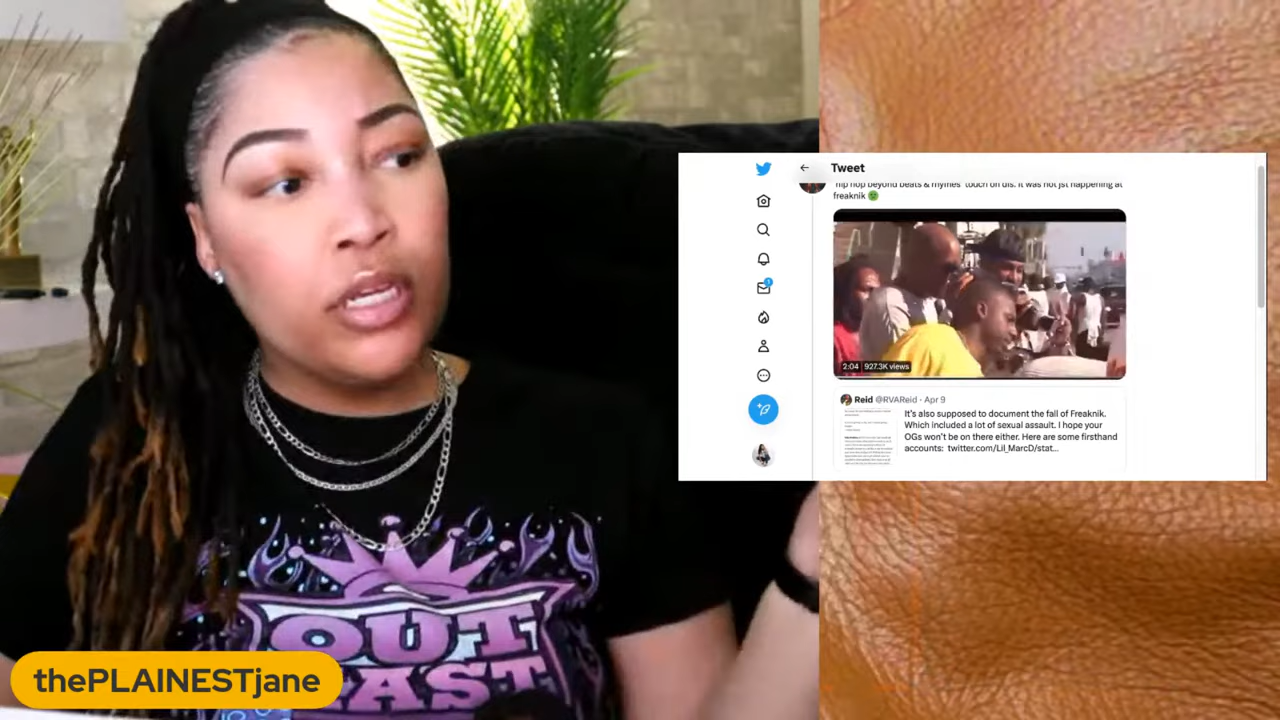 Tweet
"hip hop beyond beats & rhymes" touch on dis. It was not jst happening at
freaknik 🤢
2:04 927.3K views
Reid @RVAReid · Apr 9
It's also supposed to document the fall of Freaknik.
Which included a lot of sexual assault. I hope your
OGs won't be on there either. Here are some firsthand
accounts: twitter.com/Lil_MarcD/stat...
OUT
KAST
thePLAINESTjane